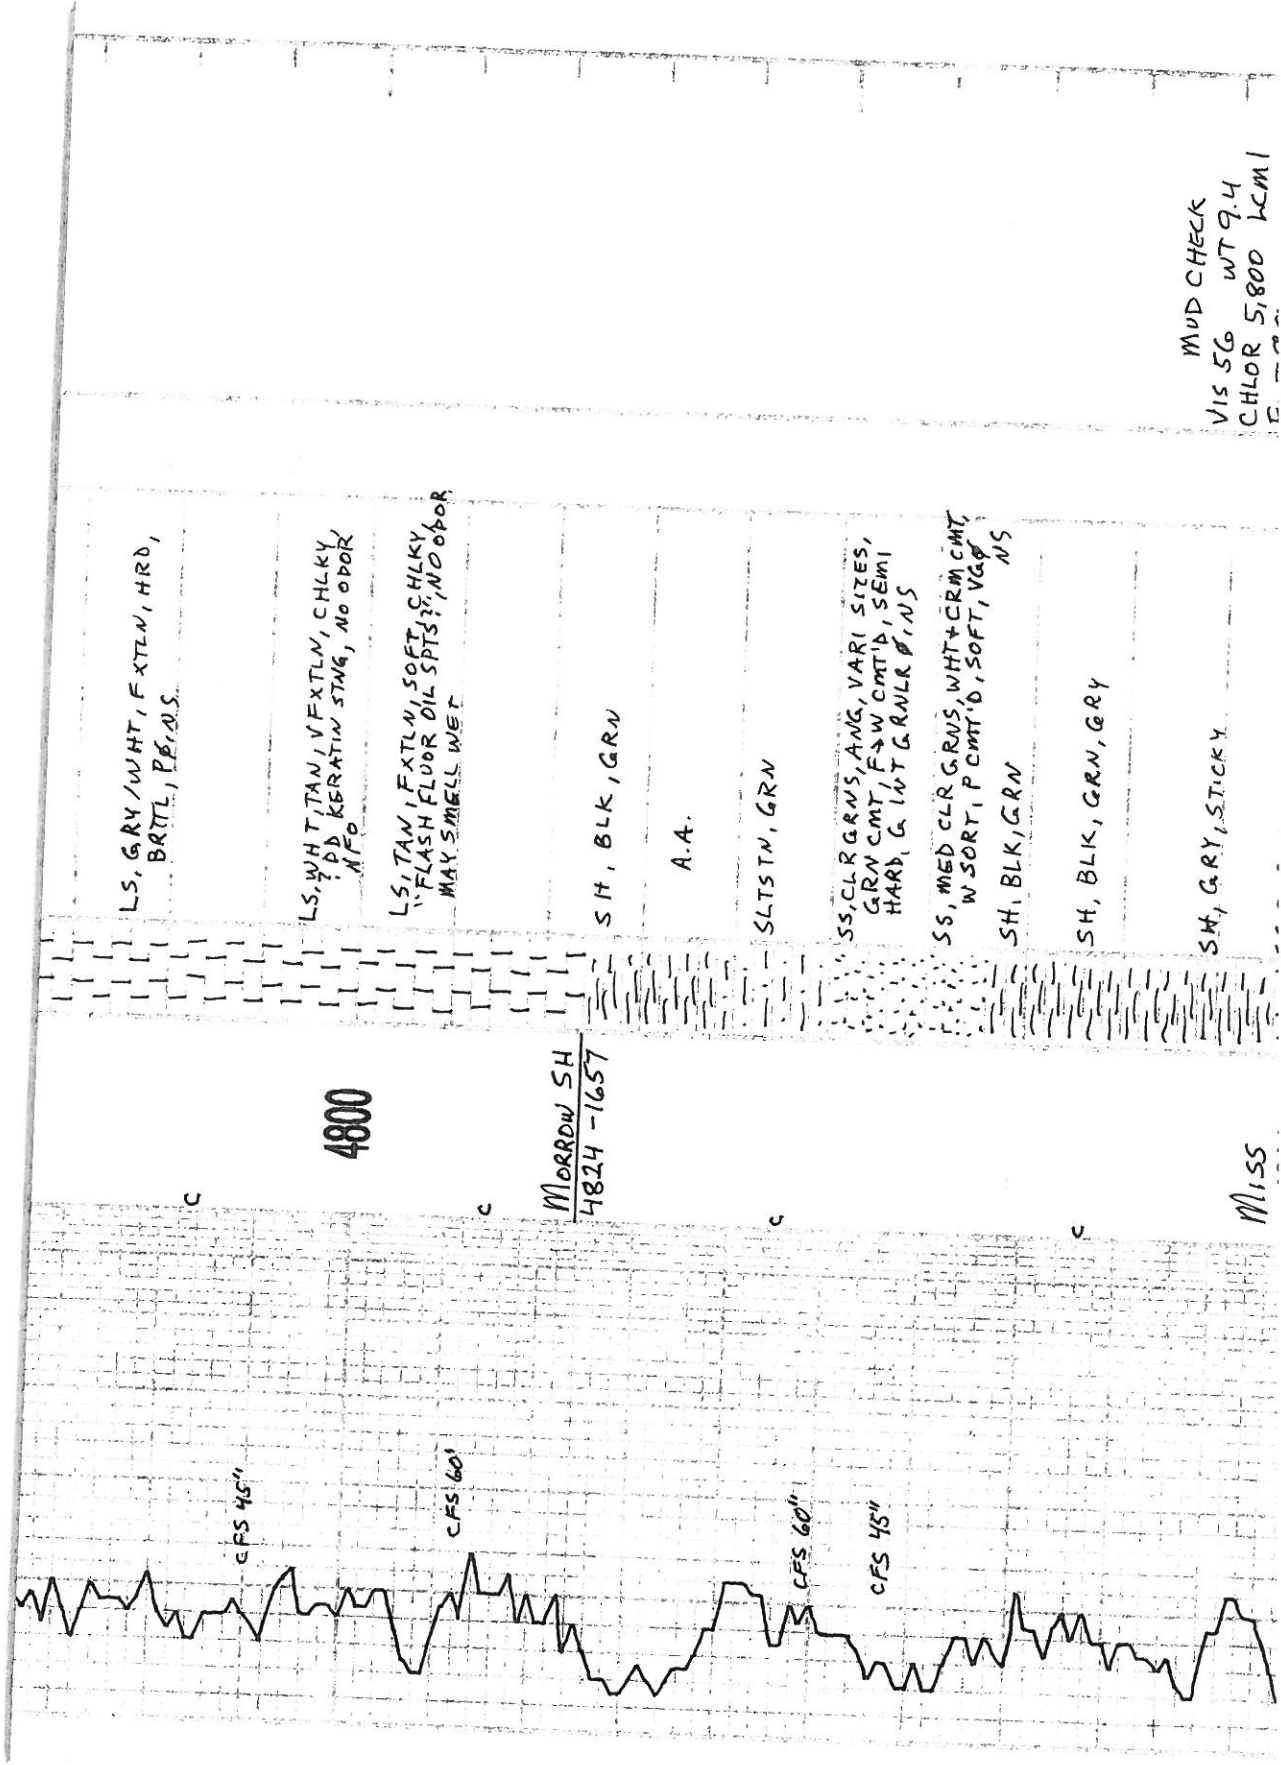 LS, GRY/WHT, FXTLN, HRD,
BRTTL, PØ, NS
LS, WHT, TAN, VFXTLN, CHLKY,
? DD KERATIN STNG, NO ODOR,
NFO
LS, TAN, FXTLN, SOFT, CHLKY,
"FLASH FLUOR OIL SPTS?", NO ODOR,
MAY SMELL WET
SH, BLK, GRN
A.A.
SLTSTN, GRN
SS, CLR GRNS, ANG, VARI SIZES,
GRN CMT, F→W CMT'D, SEMI
HARD, G INT GRNLR Ø, NS
SS, MED CLR GRNS, WHT+CRM CMT,
W SORT, P CMT'D, SOFT, VGØ
NS
SH, BLK, GRN
SH, BLK, GRN, GRY
SH, GRY, STICKY
MUD CHECK
VIS 56 WT 9.4
CHLOR 5,800 LCM 1
4800
MORROW SH
4824 -1657
MISS
C
C
C
C
CFS 45"
CFS 60'
CFS 60"
CFS 45"